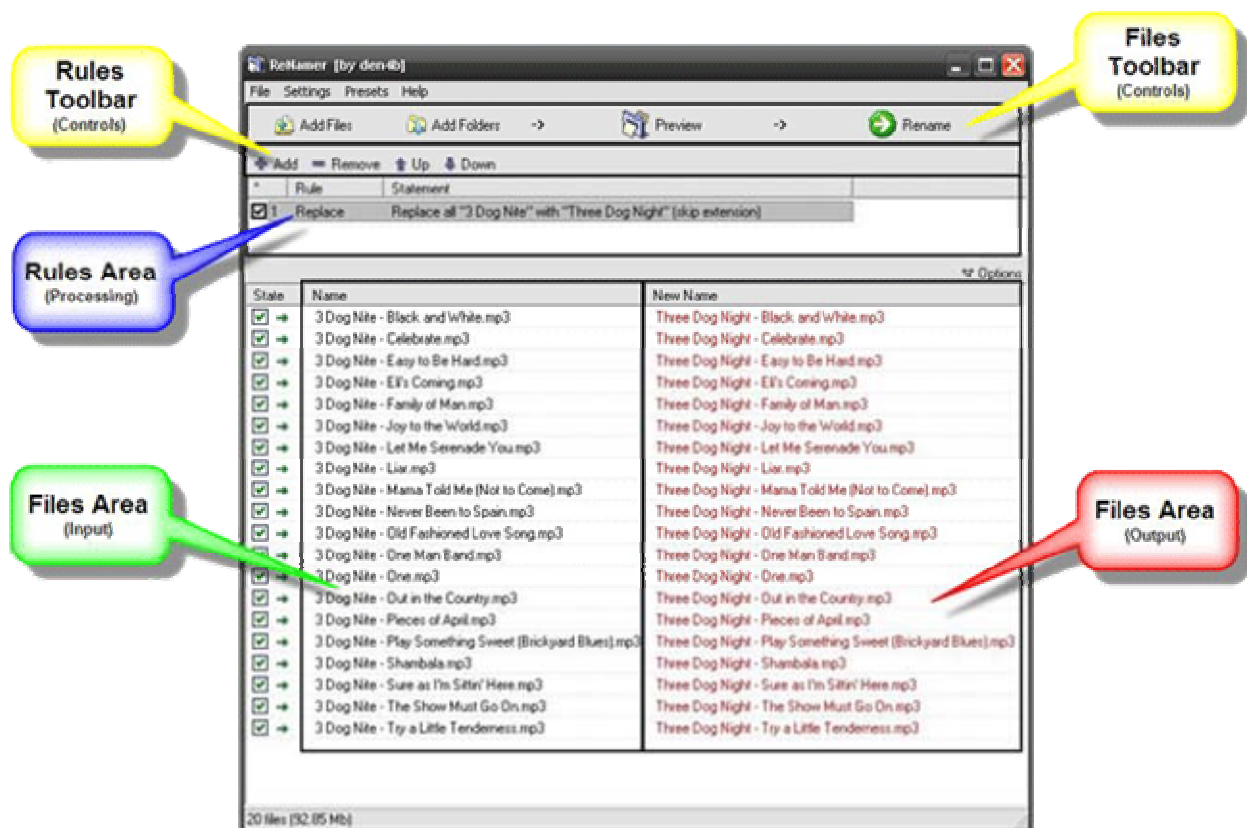 Files
Toolbar
(Controls)
Rules
Toolbar
(Controls)
ReNamer [by den4b]
File Settings Presets Help
Add Files Add Folders -> Preview -> Rename
Add Remove Up Down
* Rule Statement
1 Replace Replace all "3 Dog Nite" with "Three Dog Night" (skip extension)
Rules Area
(Processing)
Options
State Name New Name
3 Dog Nite - Black and White.mp3 Three Dog Night - Black and White.mp3
3 Dog Nite - Celebrate.mp3 Three Dog Night - Celebrate.mp3
3 Dog Nite - Easy to Be Hard.mp3 Three Dog Night - Easy to Be Hard.mp3
3 Dog Nite - Eli's Coming.mp3 Three Dog Night - Eli's Coming.mp3
3 Dog Nite - Family of Man.mp3 Three Dog Night - Family of Man.mp3
3 Dog Nite - Joy to the World.mp3 Three Dog Night - Joy to the World.mp3
3 Dog Nite - Let Me Serenade You.mp3 Three Dog Night - Let Me Serenade You.mp3
3 Dog Nite - Liar.mp3 Three Dog Night - Liar.mp3
3 Dog Nite - Mama Told Me (Not to Come).mp3 Three Dog Night - Mama Told Me (Not to Come).mp3
3 Dog Nite - Never Been to Spain.mp3 Three Dog Night - Never Been to Spain.mp3
3 Dog Nite - Old Fashioned Love Song.mp3 Three Dog Night - Old Fashioned Love Song.mp3
3 Dog Nite - One Man Band.mp3 Three Dog Night - One Man Band.mp3
3 Dog Nite - One.mp3 Three Dog Night - One.mp3
3 Dog Nite - Out in the Country.mp3 Three Dog Night - Out in the Country.mp3
3 Dog Nite - Pieces of April.mp3 Three Dog Night - Pieces of April.mp3
3 Dog Nite - Play Something Sweet (Brickyard Blues).mp3 Three Dog Night - Play Something Sweet (Brickyard Blues).mp3
3 Dog Nite - Shambala.mp3 Three Dog Night - Shambala.mp3
3 Dog Nite - Sure as I'm Sittin' Here.mp3 Three Dog Night - Sure as I'm Sittin' Here.mp3
3 Dog Nite - The Show Must Go On.mp3 Three Dog Night - The Show Must Go On.mp3
3 Dog Nite - Try a Little Tenderness.mp3 Three Dog Night - Try a Little Tenderness.mp3
Files Area
(Input)
Files Area
(Output)
20 files (92.85 Mb)